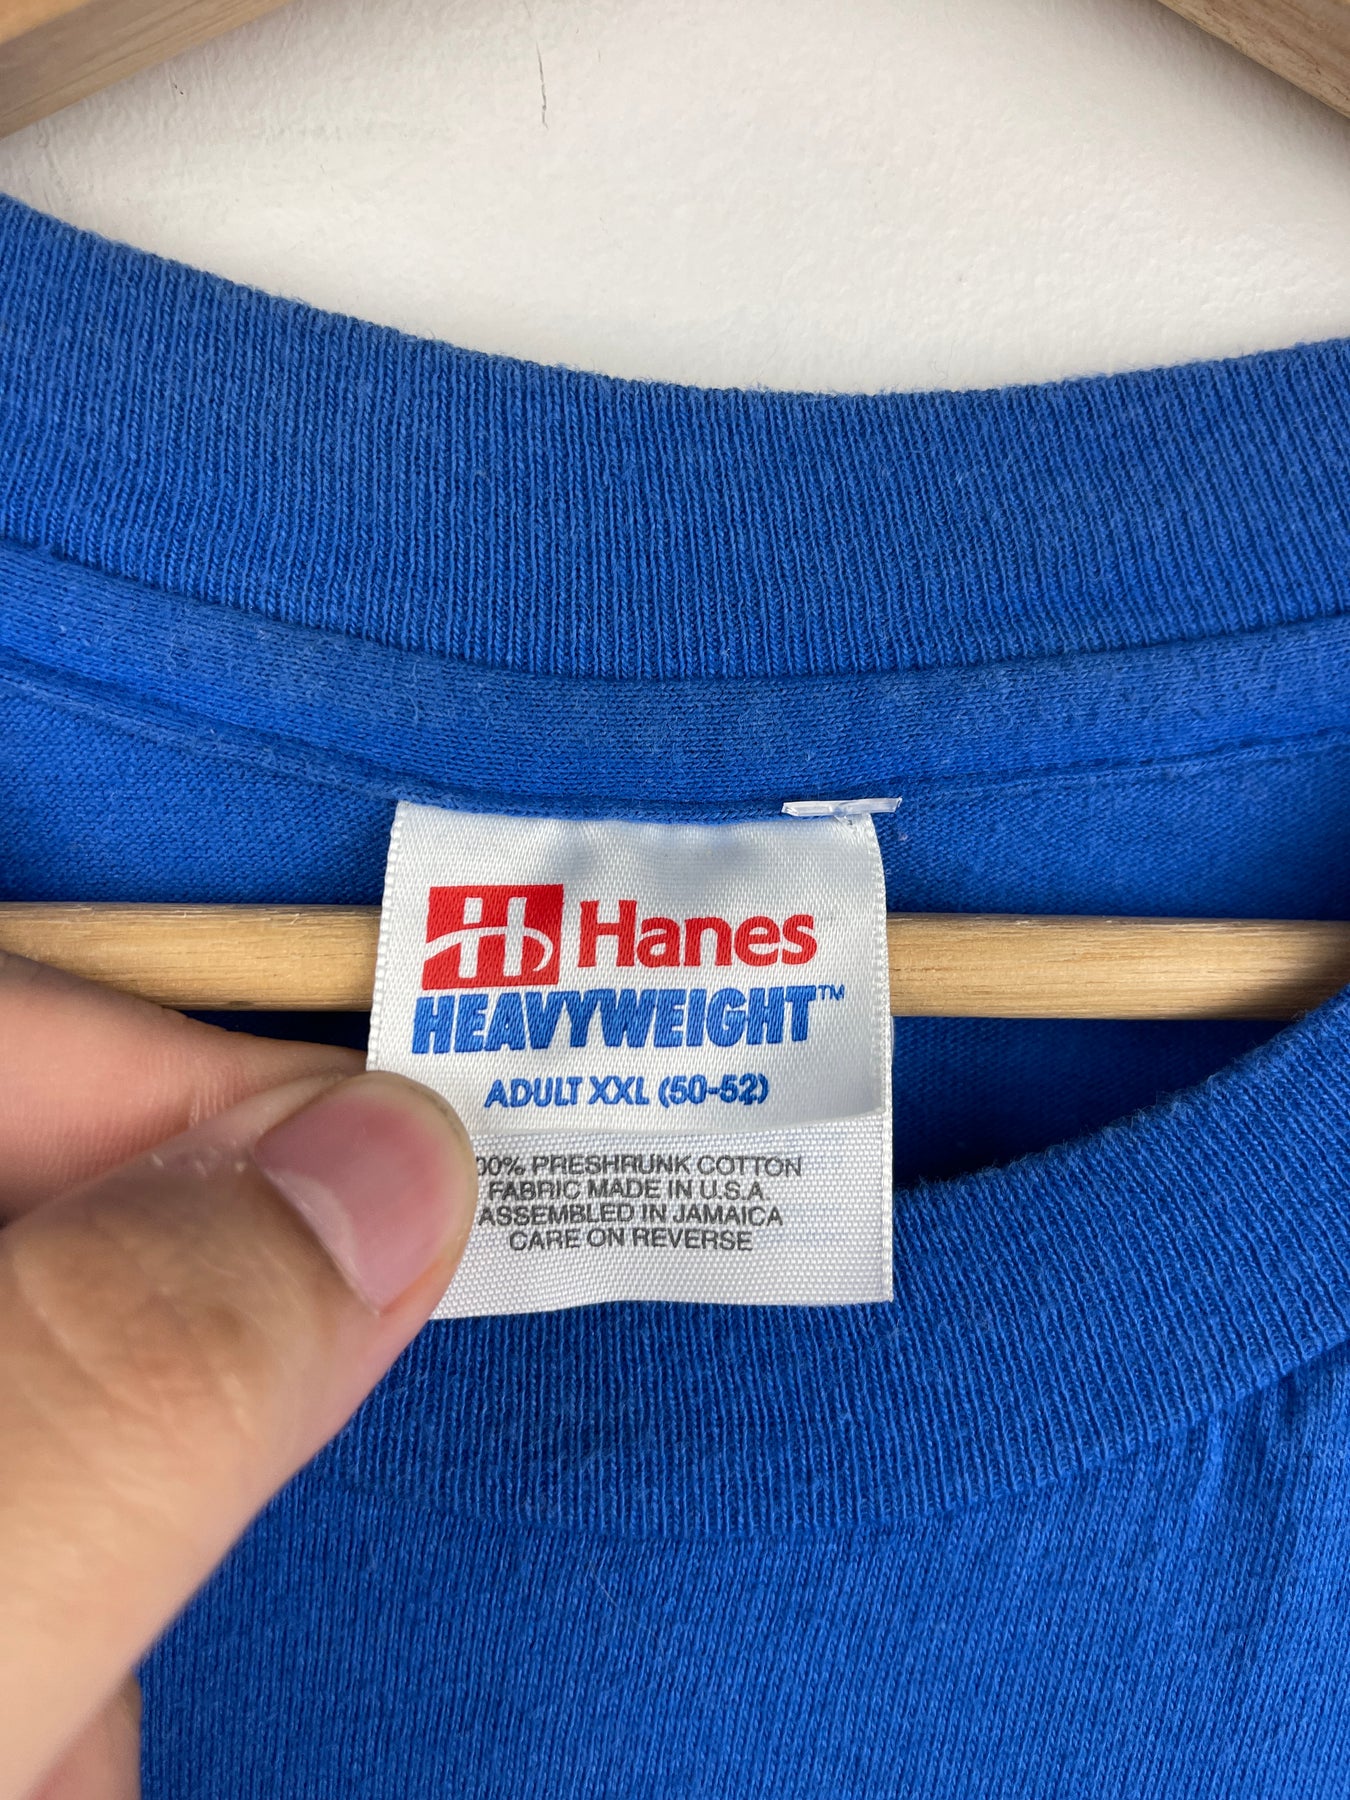 H Hanes
HEAVYWEIGHT™
ADULT XXL (50-52)
00% PRESHRUNK COTTON
FABRIC MADE IN U.S.A.
ASSEMBLED IN JAMAICA
CARE ON REVERSE